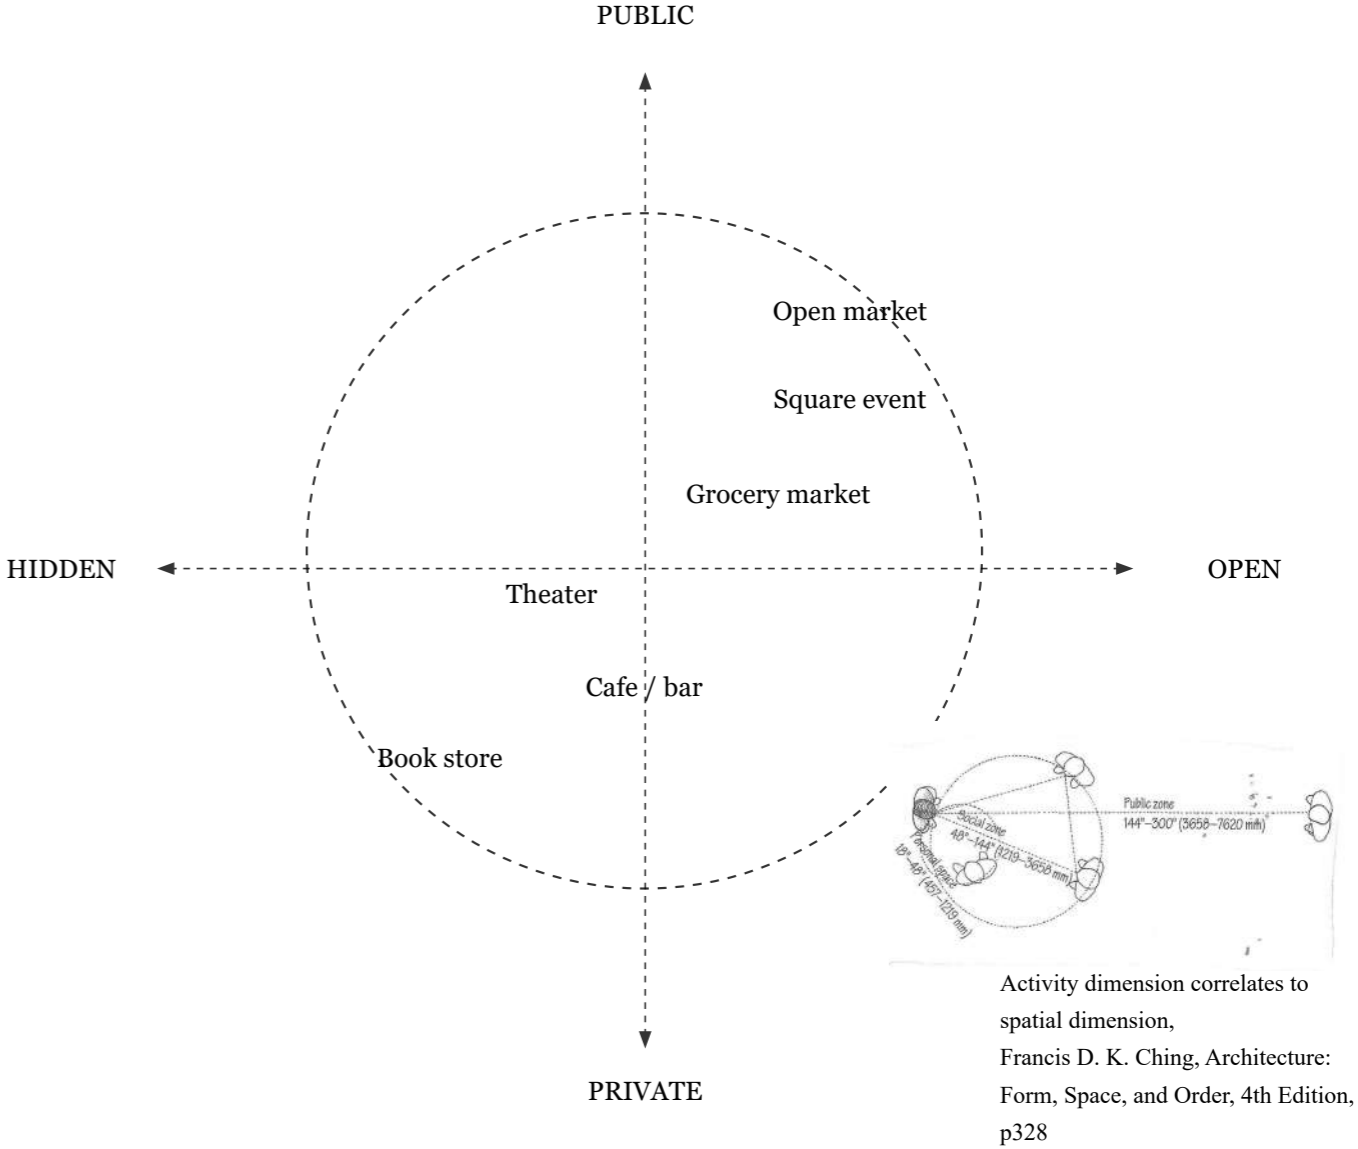 PUBLIC
Open market
Square event
Grocery market
HIDDEN
OPEN
Theater
Cafe / bar
Book store
Public zone
144"–300" (3658–7620 mm)
Social zone
48"–144" (1219–3658 mm)
Personal space
18"–48" (457–1219 mm)
Activity dimension correlates to
spatial dimension,
Francis D. K. Ching, Architecture:
Form, Space, and Order, 4th Edition,
p328
PRIVATE